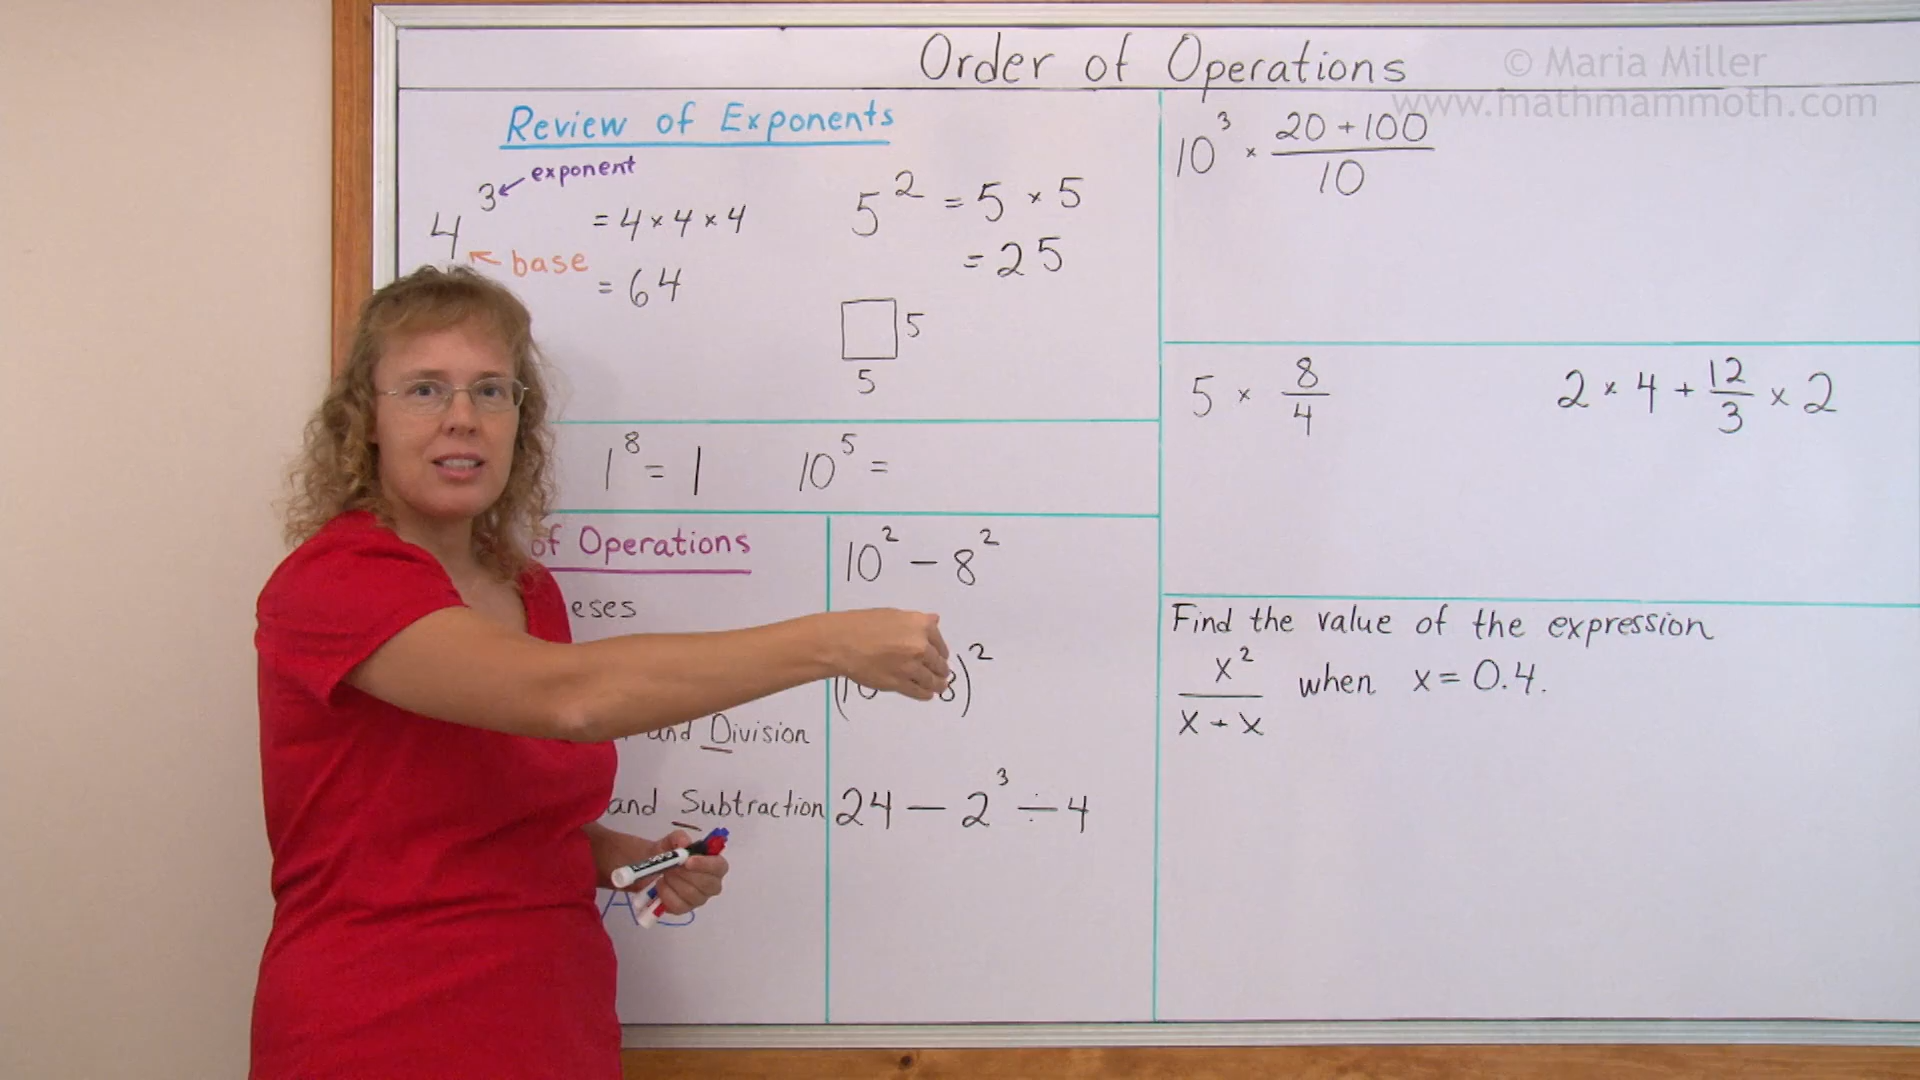 Order of Operations
© Maria Miller
www.mathmammoth.com
Review of Exponents
4³ ← exponent
← base
= 4 × 4 × 4
= 64
5² = 5 × 5
= 25
5
5
1⁸ = 1
10⁵ =
of Operations
eses
and Division
and Subtraction
10² − 8²
)²
24 − 2³ ÷ 4
10³ × (20 + 100)/10
5 × 8/4
2 × 4 + 12/3 × 2
Find the value of the expression
x²/(x + x) when x = 0.4.